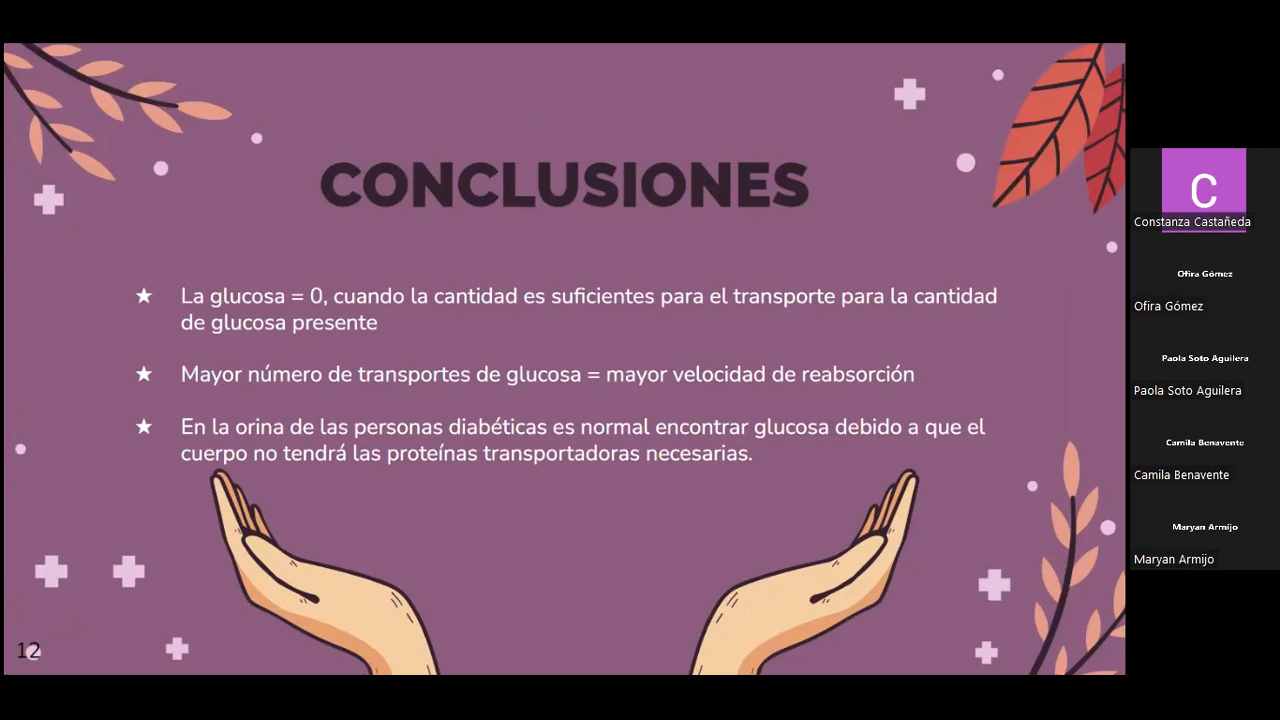 CONCLUSIONES
★ La glucosa = 0, cuando la cantidad es suficientes para el transporte para la cantidad
de glucosa presente
★ Mayor número de transportes de glucosa = mayor velocidad de reabsorción
★ En la orina de las personas diabéticas es normal encontrar glucosa debido a que el
cuerpo no tendrá las proteínas transportadoras necesarias.
12
C
Constanza Castañeda
Ofira Gómez
Ofira Gómez
Paola Soto Aguilera
Paola Soto Aguilera
Camila Benavente
Camila Benavente
Maryan Armijo
Maryan Armijo